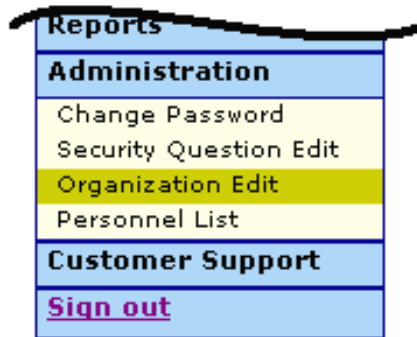 Reports
Administration
Change Password
Security Question Edit
Organization Edit
Personnel List
Customer Support
Sign out